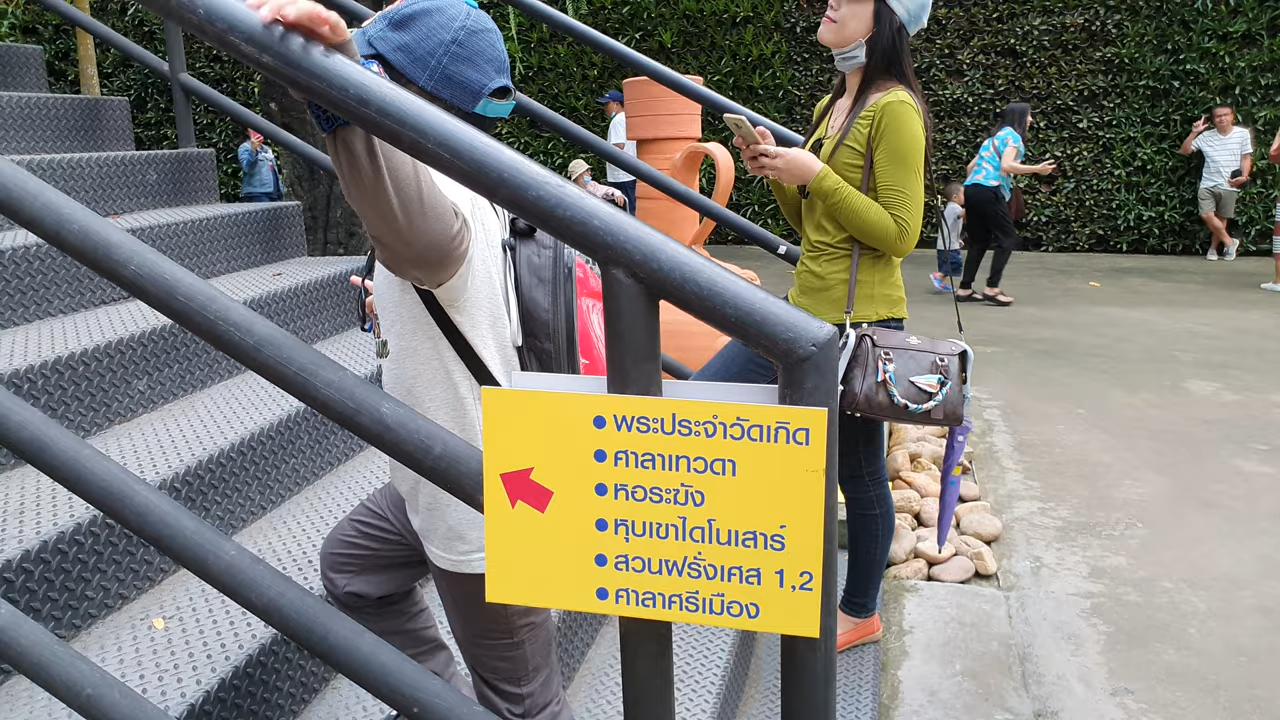 • พระประจำวัดเกิด
• ศาลาเทวดา
• หอระฆัง
• หุบเขาไดโนเสาร์
• สวนฝรั่งเศส 1,2
• ศาลาศรีเมือง